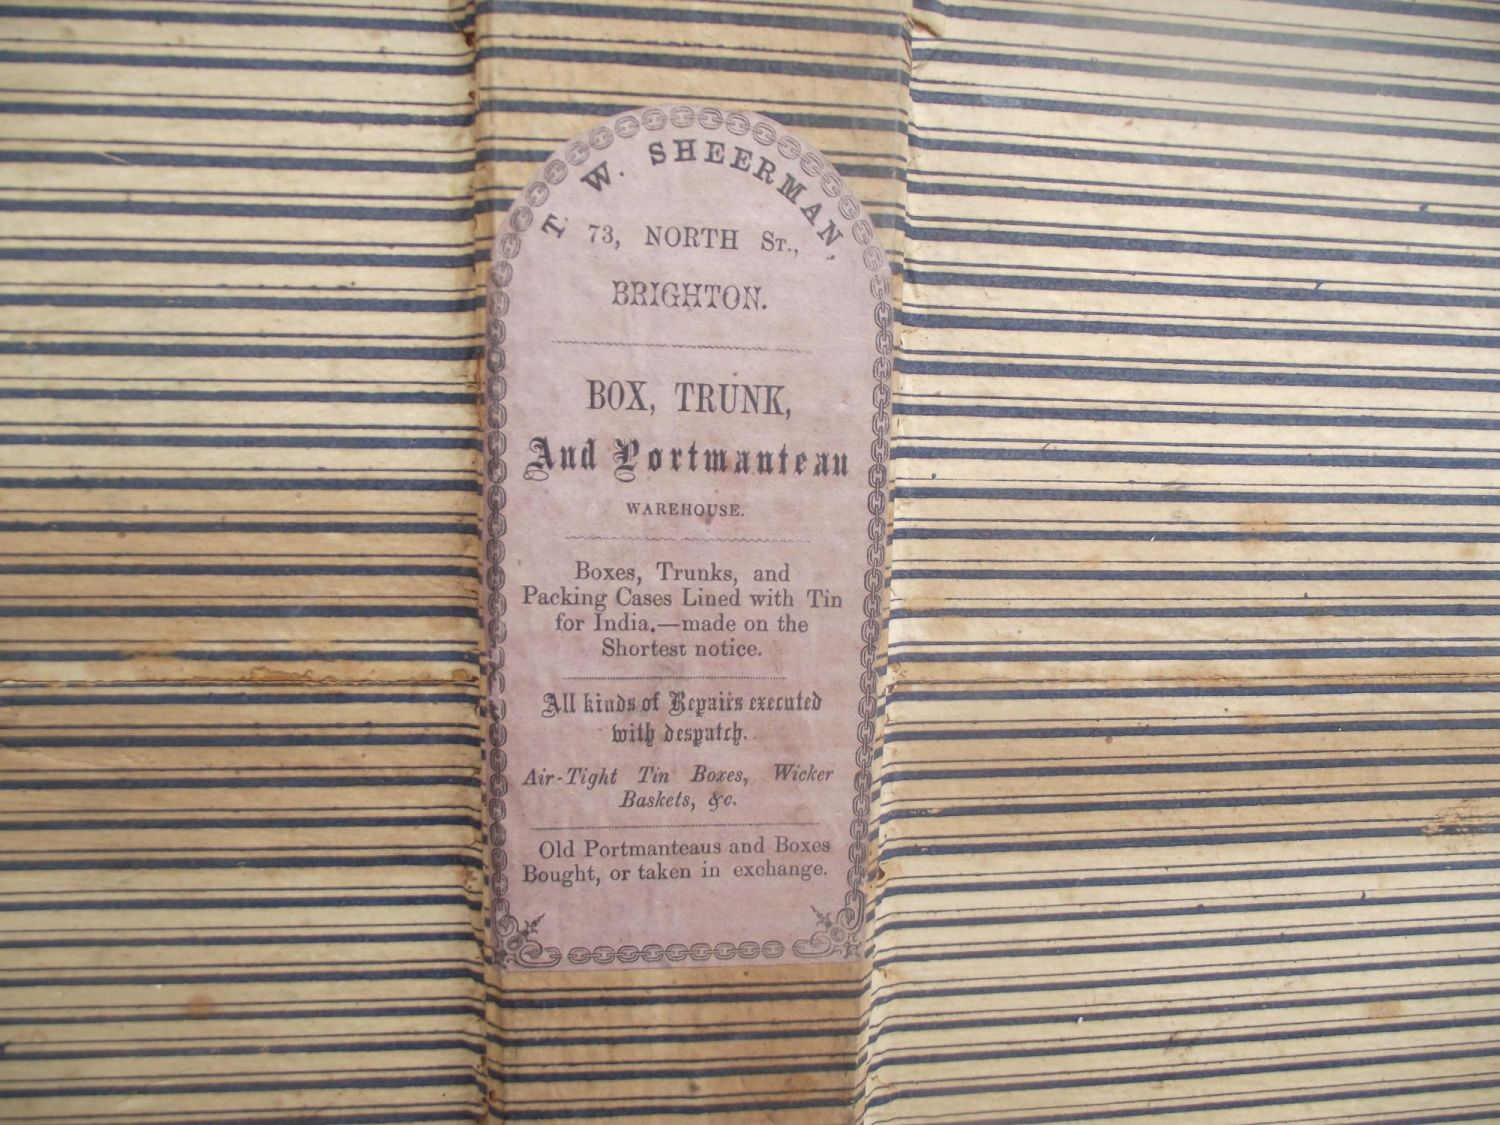 T. W. SHEERMAN,
73, NORTH ST.,
BRIGHTON.
BOX, TRUNK,
And Portmanteau
WAREHOUSE.
Boxes, Trunks, and
Packing Cases Lined with Tin
for India.—made on the
Shortest notice.
All kinds of Repairs executed
with despatch.
Air-Tight Tin Boxes, Wicker
Baskets, &c.
Old Portmanteaus and Boxes
Bought, or taken in exchange.